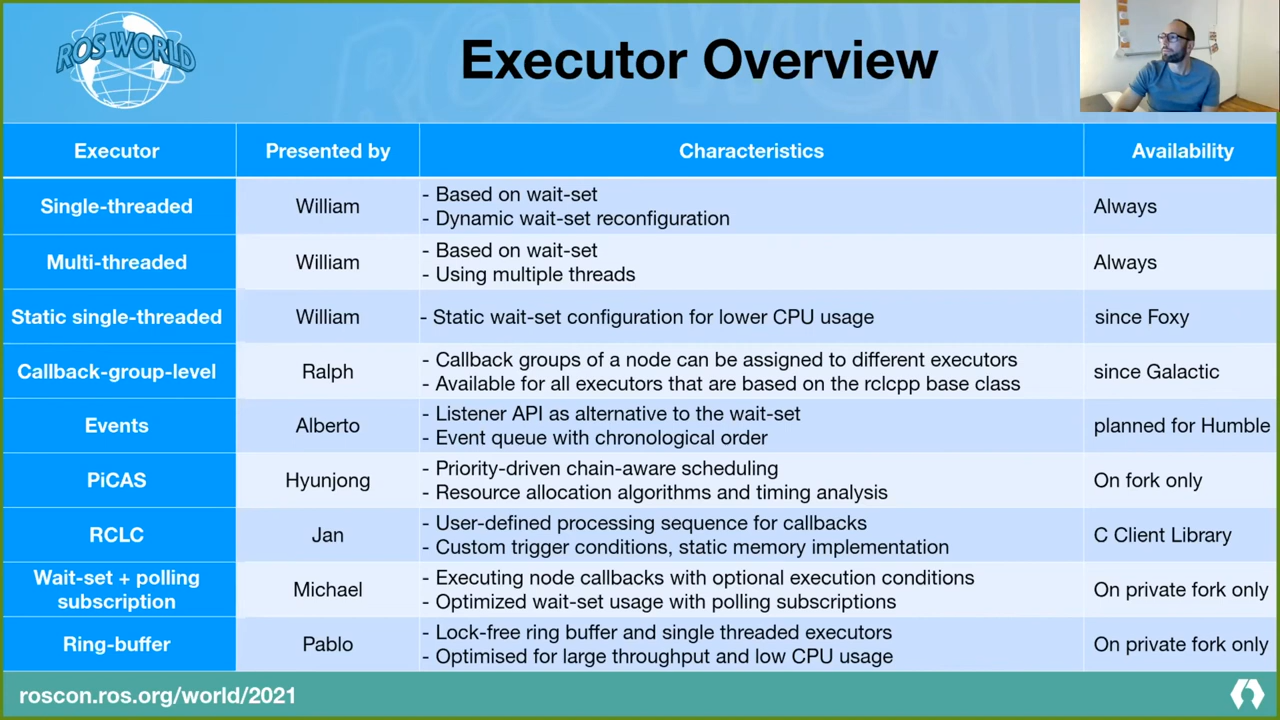 ROS WORLD
Executor Overview
Executor
Presented by
Characteristics
Availability
Single-threaded
William
- Based on wait-set
- Dynamic wait-set reconfiguration
Always
Multi-threaded
William
- Based on wait-set
- Using multiple threads
Always
Static single-threaded
William
- Static wait-set configuration for lower CPU usage
since Foxy
Callback-group-level
Ralph
- Callback groups of a node can be assigned to different executors
- Available for all executors that are based on the rclcpp base class
since Galactic
Events
Alberto
- Listener API as alternative to the wait-set
- Event queue with chronological order
planned for Humble
PiCAS
Hyunjong
- Priority-driven chain-aware scheduling
- Resource allocation algorithms and timing analysis
On fork only
RCLC
Jan
- User-defined processing sequence for callbacks
- Custom trigger conditions, static memory implementation
C Client Library
Wait-set + polling
subscription
Michael
- Executing node callbacks with optional execution conditions
- Optimized wait-set usage with polling subscriptions
On private fork only
Ring-buffer
Pablo
- Lock-free ring buffer and single threaded executors
- Optimised for large throughput and low CPU usage
On private fork only
roscon.ros.org/world/2021